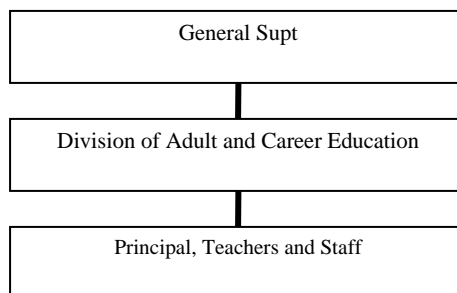 General Supt
Division of Adult and Career Education
Principal, Teachers and Staff